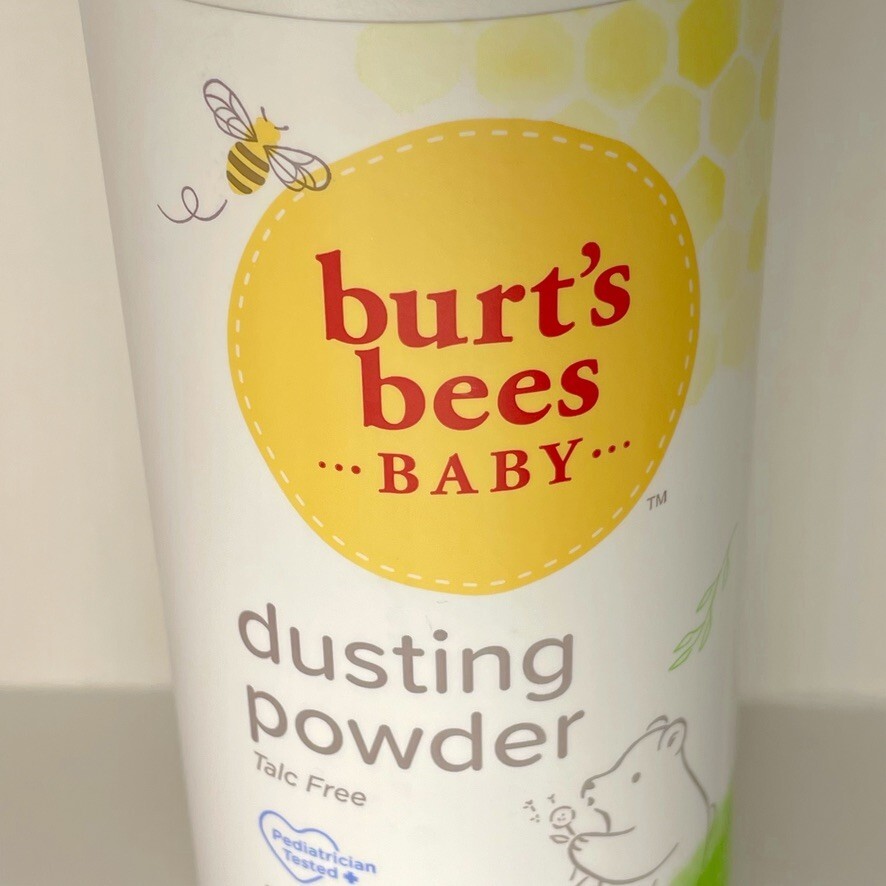 burt's
bees
BABY
TM
dusting
powder
Talc Free
Pediatrician
Tested